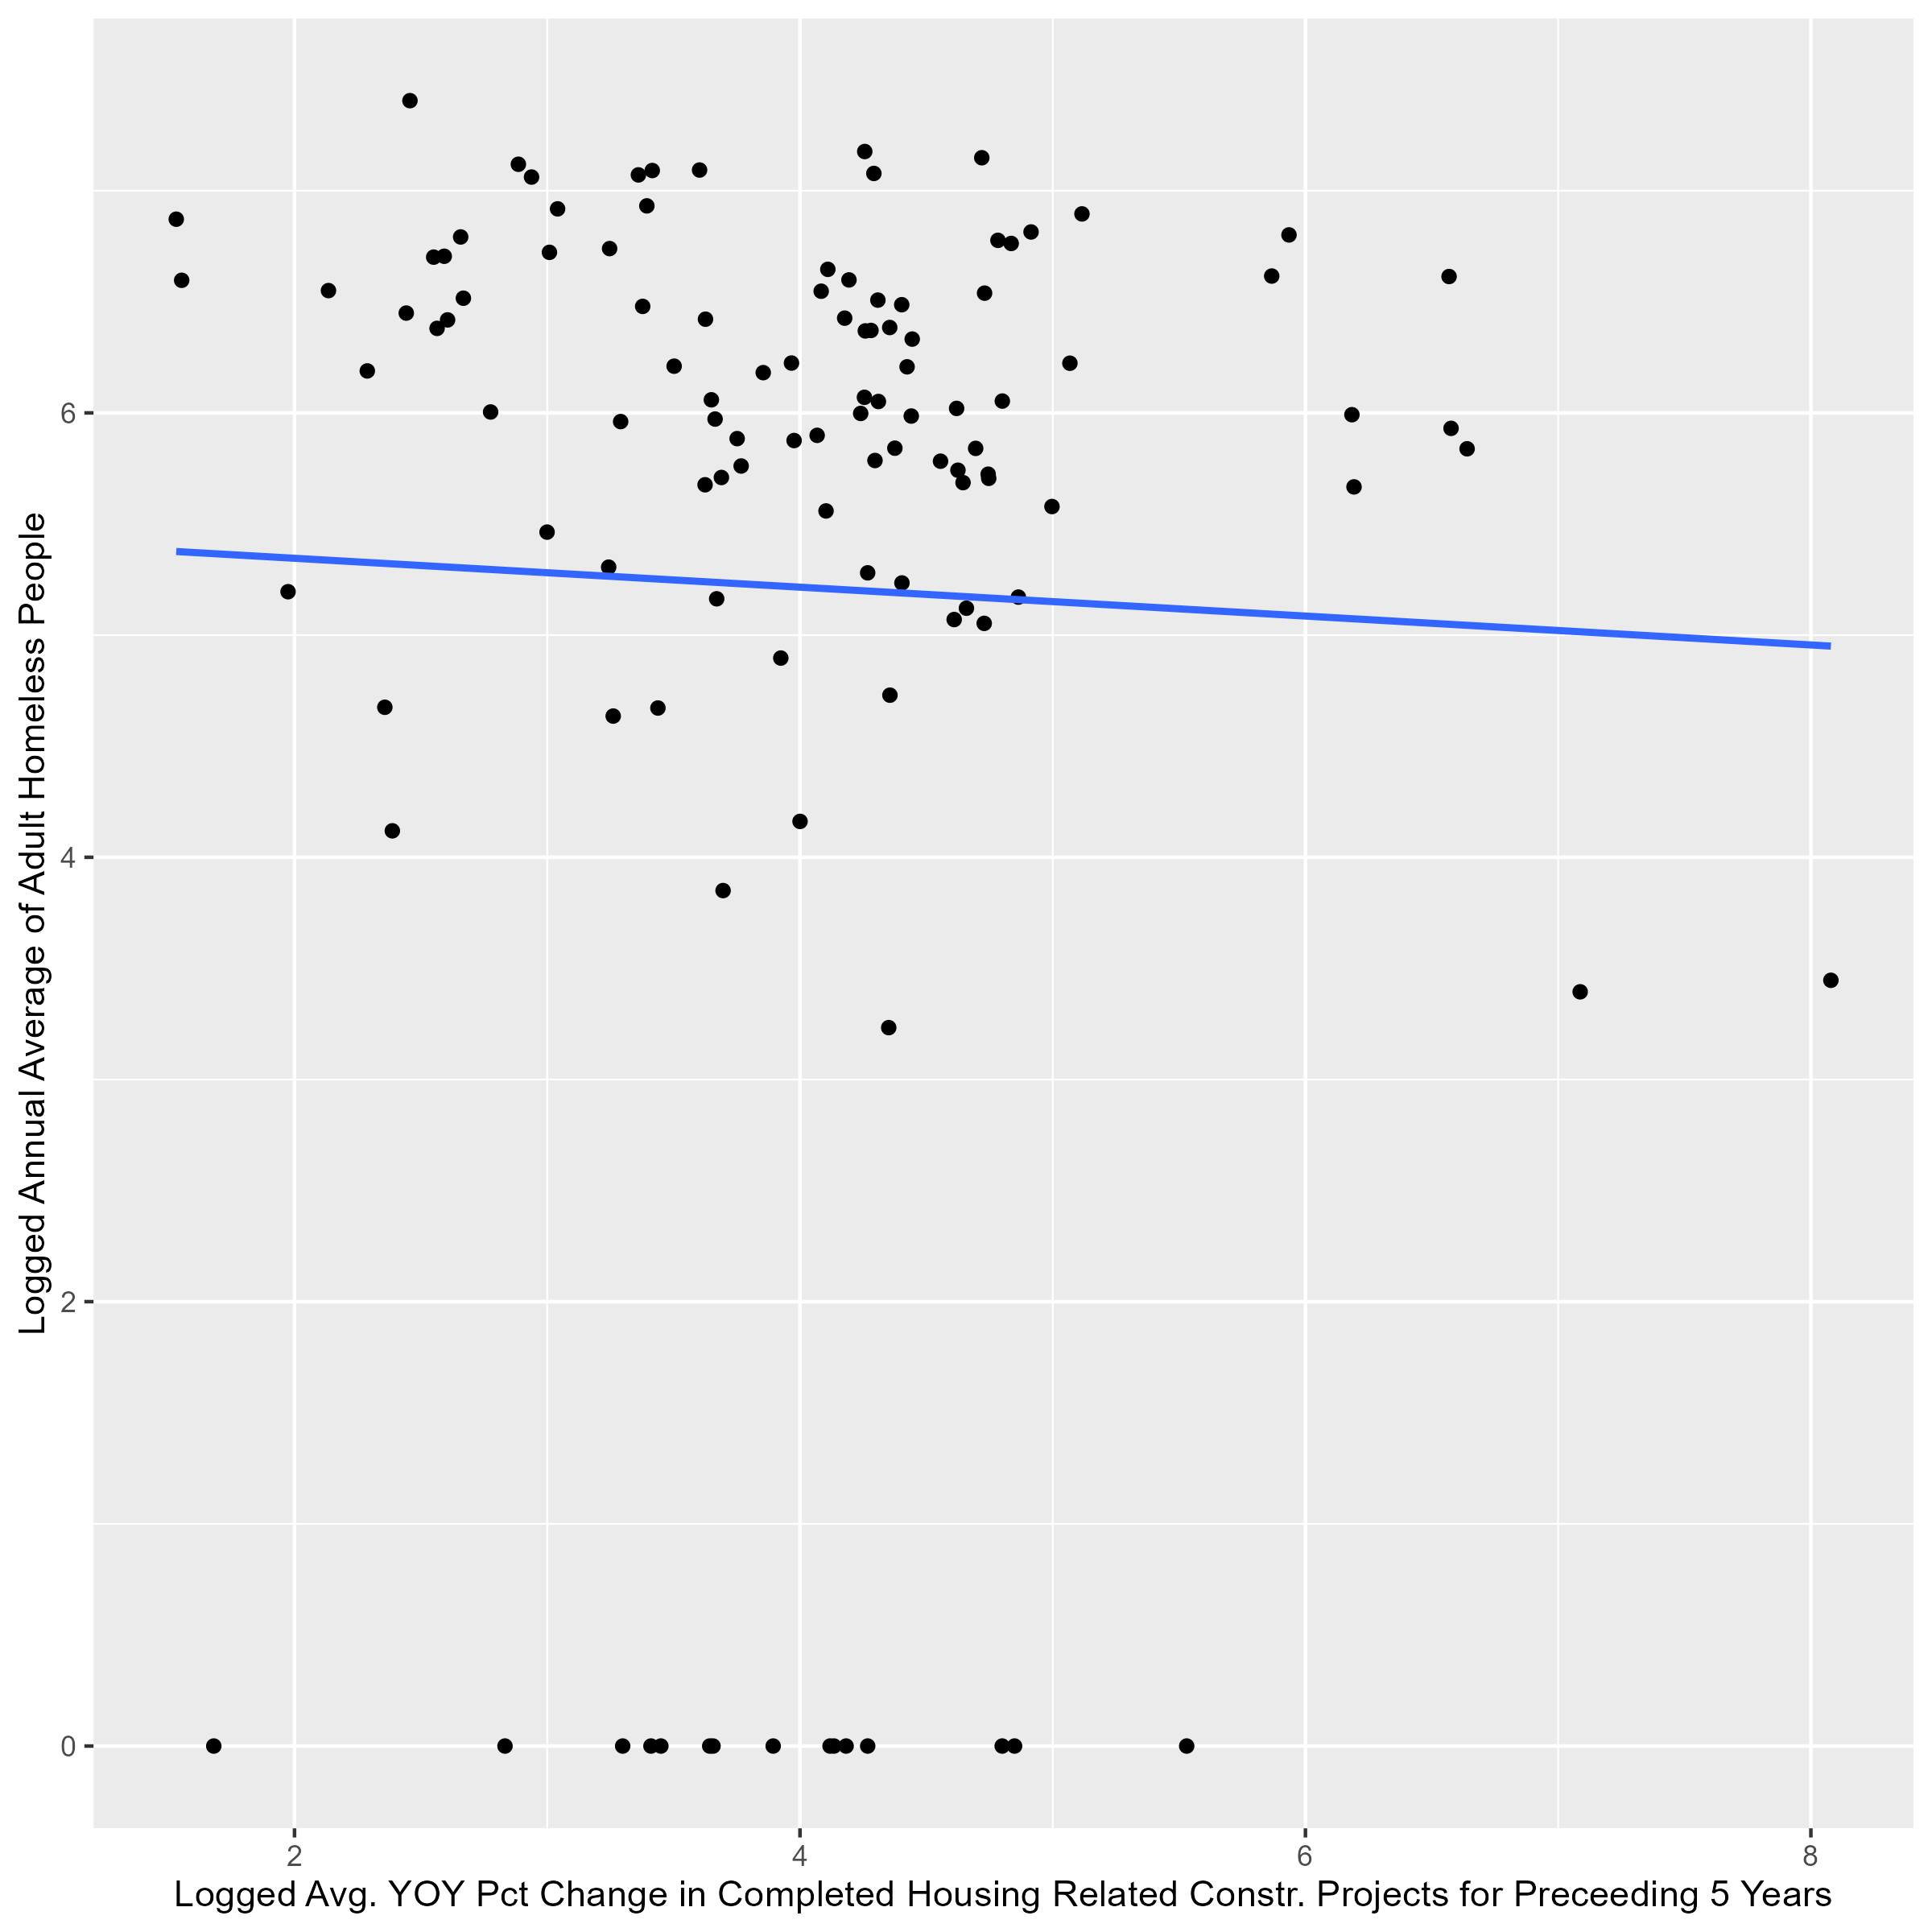 Logged Annual Average of Adult Homeless People
6
4
2
0
2 4 6 8
Logged Avg. YOY Pct Change in Completed Housing Related Constr. Projects for Preceeding 5 Years